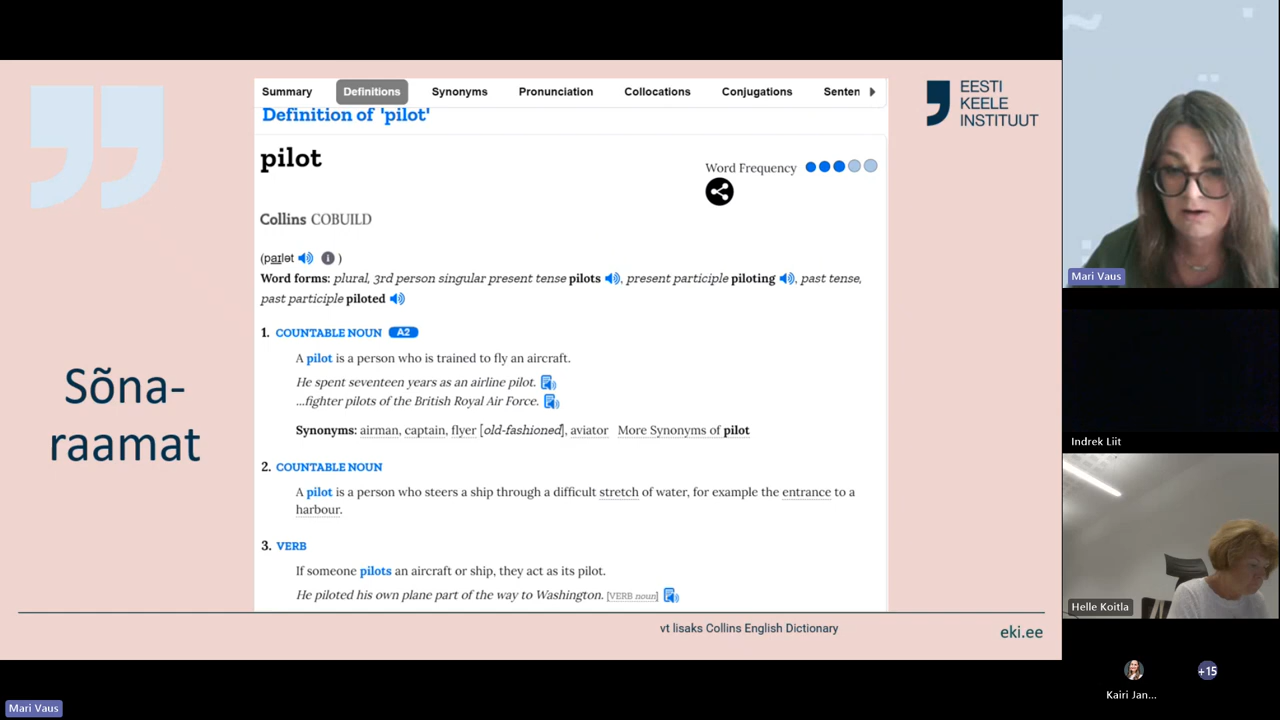 Summary Definitions Synonyms Pronunciation Collocations Conjugations Senten
Definition of 'pilot'
pilot
Word Frequency
Collins COBUILD
(paɪlət )
Word forms: plural, 3rd person singular present tense pilots, present participle piloting, past tense,
past participle piloted
1. COUNTABLE NOUN A2
A pilot is a person who is trained to fly an aircraft.
He spent seventeen years as an airline pilot.
...fighter pilots of the British Royal Air Force.
Synonyms: airman, captain, flyer [old-fashioned], aviator More Synonyms of pilot
2. COUNTABLE NOUN
A pilot is a person who steers a ship through a difficult stretch of water, for example the entrance to a
harbour.
3. VERB
If someone pilots an aircraft or ship, they act as its pilot.
He piloted his own plane part of the way to Washington. [VERB noun]
Sõna-
raamat
EESTI
KEELE
INSTITUUT
vt lisaks Collins English Dictionary
eki.ee
Mari Vaus
Mari Vaus
Indrek Liit
Helle Koitla
Kairi Jan...
+15